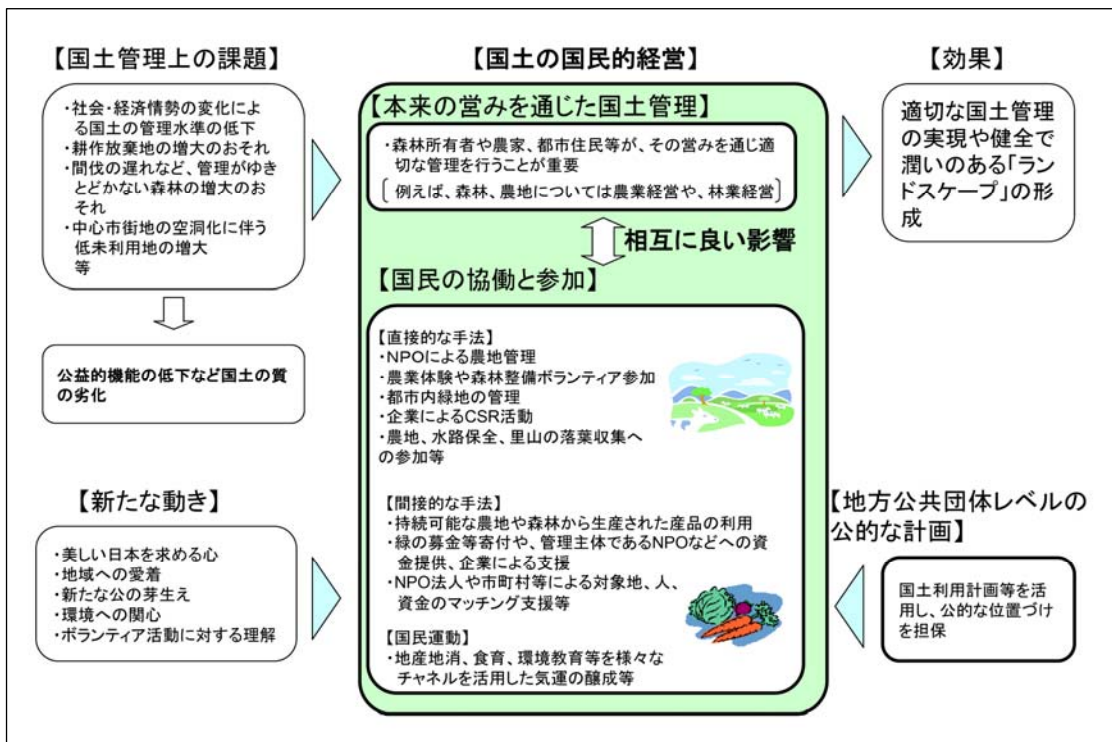 【国土管理上の課題】
・社会・経済情勢の変化によ
る国土の管理水準の低下
・耕作放棄地の増大のおそれ
・間伐の遅れなど、管理がゆき
とどかない森林の増大のお
それ
・中心市街地の空洞化に伴う
低未利用地の増大
等
公益的機能の低下など国土の質
の劣化
【新たな動き】
・美しい日本を求める心
・地域への愛着
・新たな公の芽生え
・環境への関心
・ボランティア活動に対する理解
【国土の国民的経営】
【本来の営みを通じた国土管理】
・森林所有者や農家、都市住民等が、その営みを通じ適
切な管理を行うことが重要
例えば、森林、農地については農業経営や、林業経営
相互に良い影響
【国民の協働と参加】
【直接的な手法】
・NPOによる農地管理
・農業体験や森林整備ボランティア参加
・都市内緑地の管理
・企業によるCSR活動
・農地、水路保全、里山の落葉収集へ
の参加等
【間接的な手法】
・持続可能な農地や森林から生産された産品の利用
・緑の募金等寄付や、管理主体であるNPOなどへの資
金提供、企業による支援
・NPO法人や市町村等による対象地、人、
資金のマッチング支援等
【国民運動】
・地産地消、食育、環境教育等を様々な
チャネルを活用した気運の醸成等
【効果】
適切な国土管理
の実現や健全で
潤いのある「ラン
ドスケープ」の形
成
【地方公共団体レベルの
公的な計画】
国土利用計画等を活
用し、公的な位置づけ
を担保